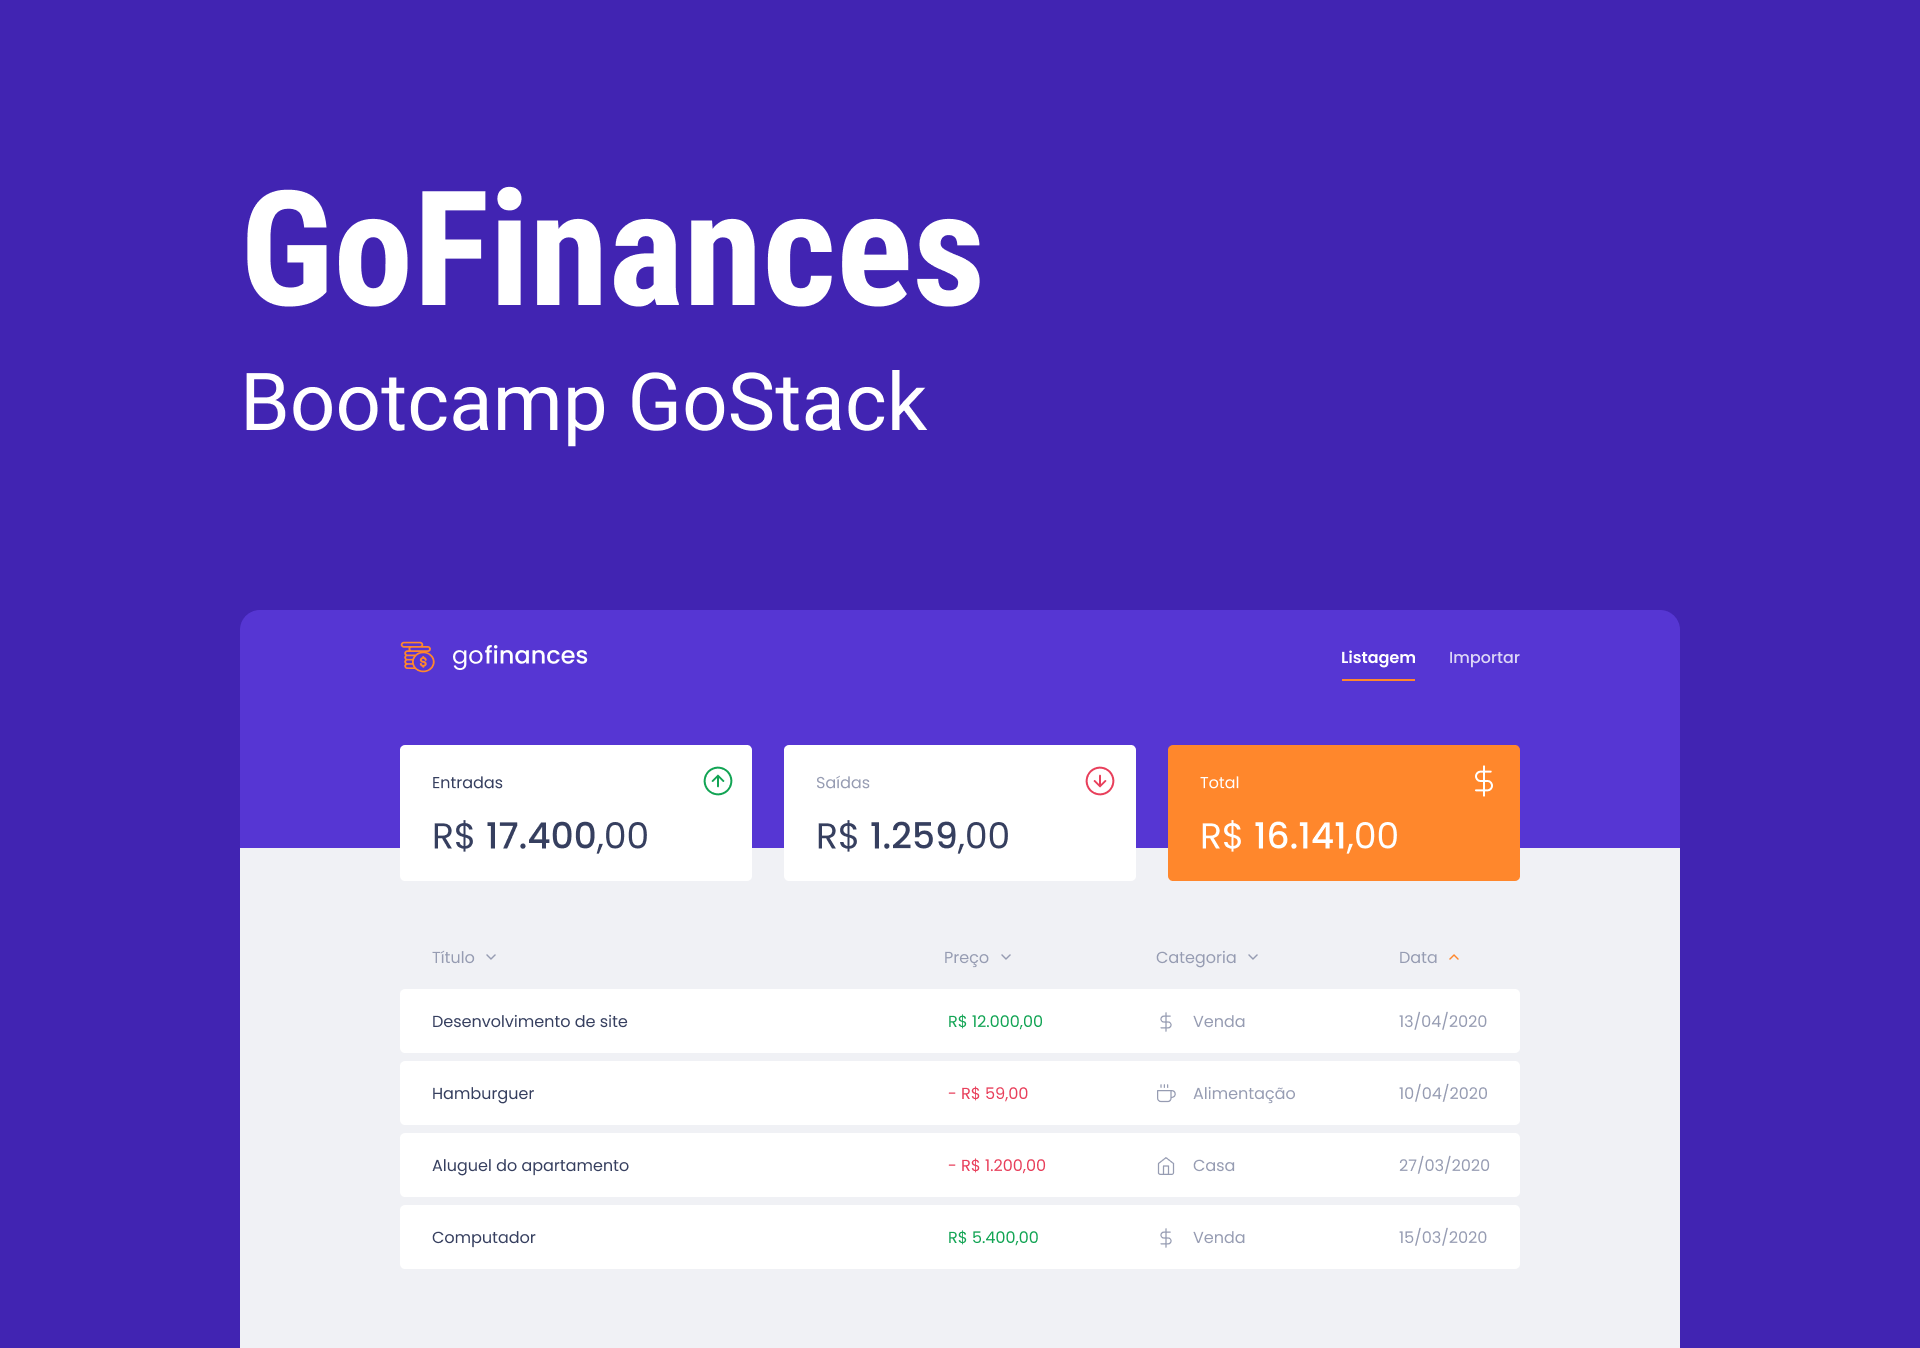 GoFinances
Bootcamp GoStack
gofinances
Listagem Importar
Entradas
R$ 17.400,00
Saídas
R$ 1.259,00
Total
R$ 16.141,00
Título Preço Categoria Data
Desenvolvimento de site R$ 12.000,00 Venda 13/04/2020
Hamburguer - R$ 59,00 Alimentação 10/04/2020
Aluguel do apartamento - R$ 1.200,00 Casa 27/03/2020
Computador R$ 5.400,00 Venda 15/03/2020